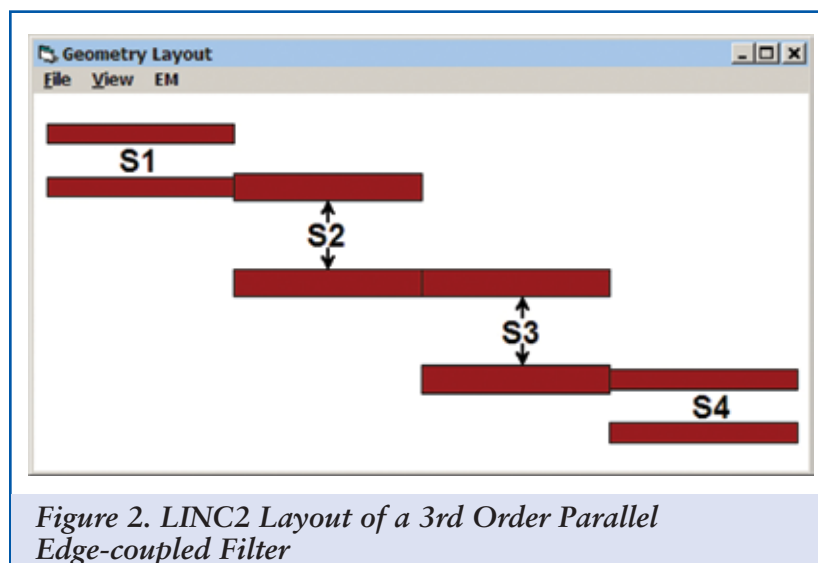 Geometry Layout
File View EM
S1
S2
S3
S4
Figure 2. LINC2 Layout of a 3rd Order Parallel
Edge-coupled Filter